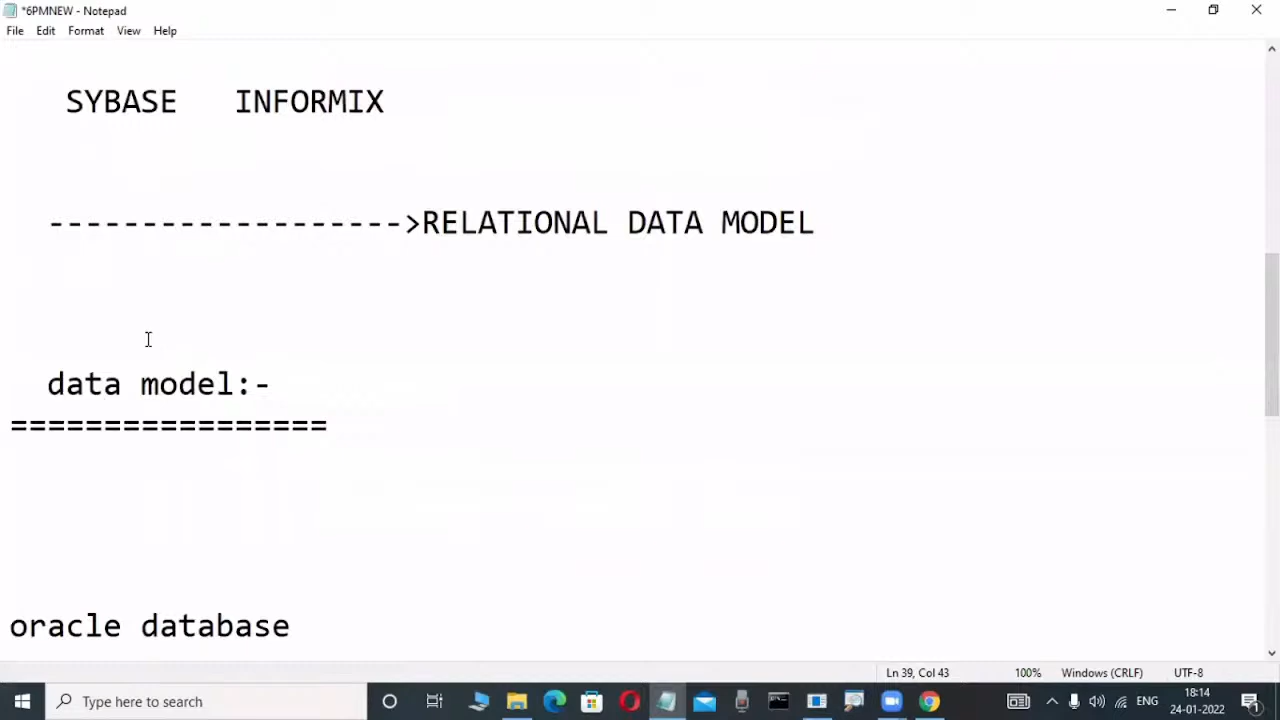 *6PMNEW - Notepad
File Edit Format View Help
SYBASE INFORMIX
------------------->RELATIONAL DATA MODEL
data model:-
=================
oracle database
Ln 39, Col 43 100% Windows (CRLF) UTF-8
Type here to search
ENG
18:14
24-01-2022
1